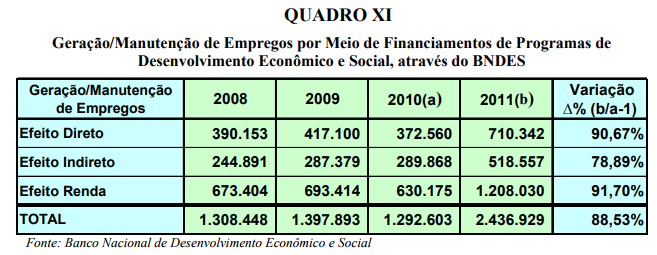 QUADRO XI
Geração/Manutenção de Empregos por Meio de Financiamentos de Programas de
Desenvolvimento Econômico e Social, através do BNDES
Geração/Manutenção de Empregos 2008 2009 2010(a) 2011(b) Variação Δ% (b/a-1)
Efeito Direto 390.153 417.100 372.560 710.342 90,67%
Efeito Indireto 244.891 287.379 289.868 518.557 78,89%
Efeito Renda 673.404 693.414 630.175 1.208.030 91,70%
TOTAL 1.308.448 1.397.893 1.292.603 2.436.929 88,53%
Fonte: Banco Nacional de Desenvolvimento Econômico e Social